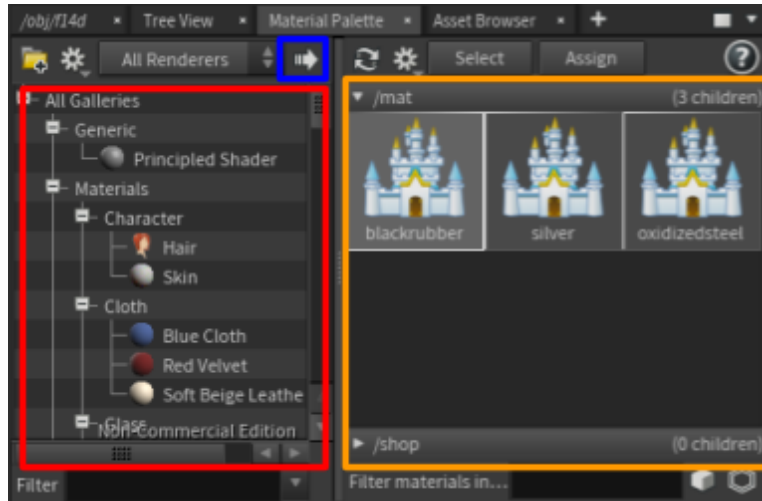 /obj/f14d × Tree View × Material Palette × Asset Browser × +
All Renderers
Select Assign ?
All Galleries
Generic
Principled Shader
Materials
Character
Hair
Skin
Cloth
Blue Cloth
Red Velvet
Soft Beige Leathe
Glass
Non-Commercial Edition
Filter
/mat (3 children)
blackrubber silver oxidizedsteel
/shop (0 children)
Filter materials in...